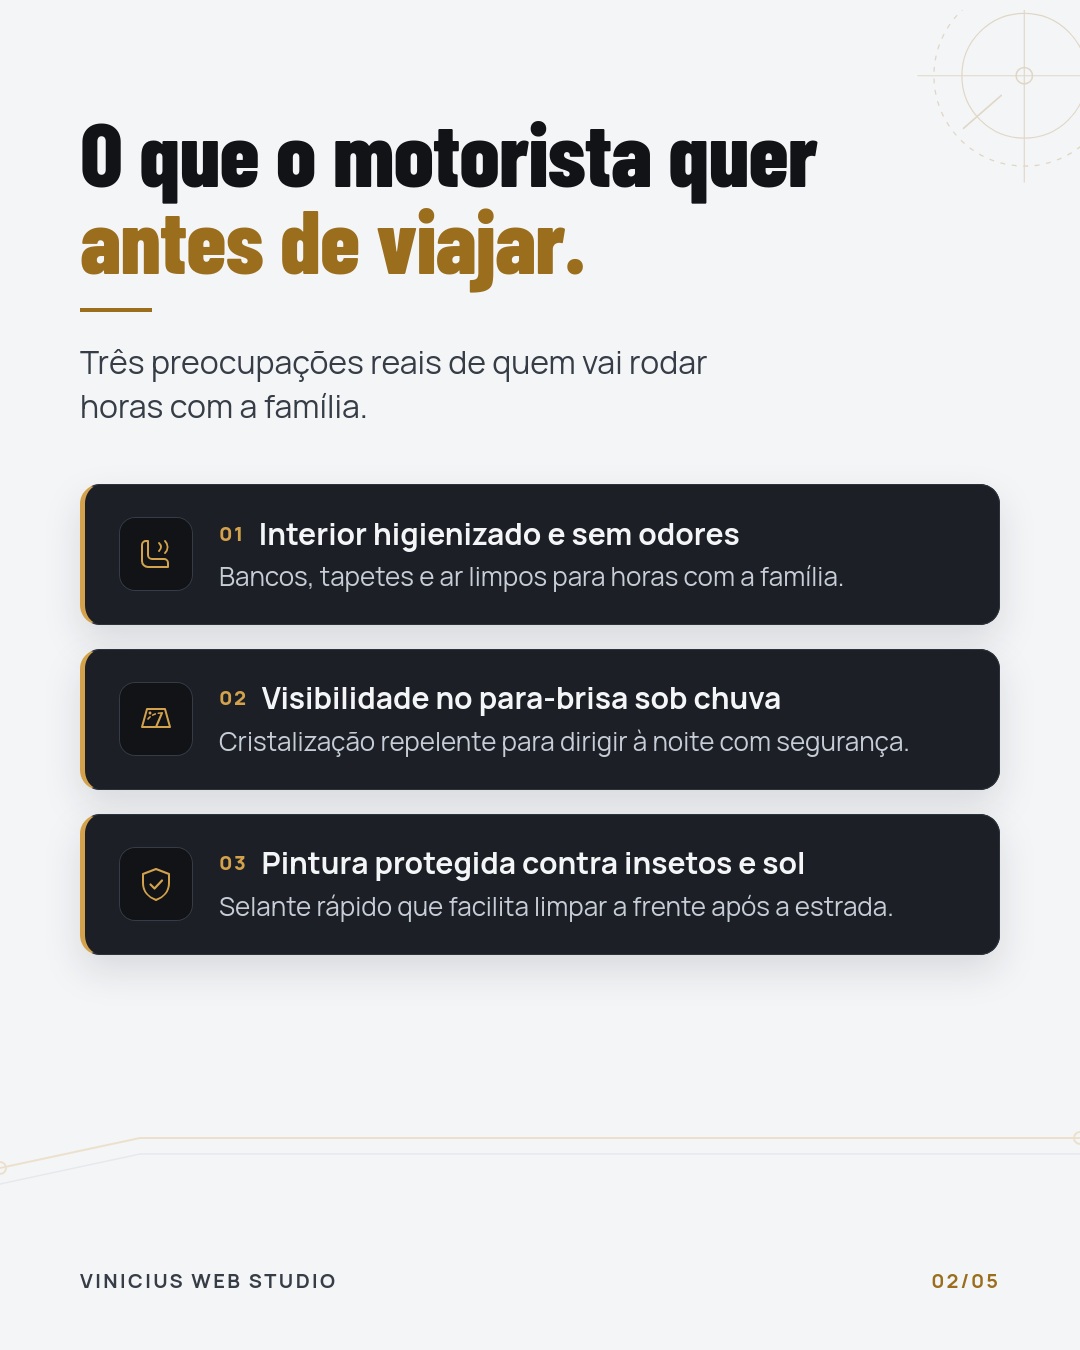 O que o motorista quer
antes de viajar.
Três preocupações reais de quem vai rodar
horas com a família.
01 Interior higienizado e sem odores
Bancos, tapetes e ar limpos para horas com a família.
02 Visibilidade no para-brisa sob chuva
Cristalização repelente para dirigir à noite com segurança.
03 Pintura protegida contra insetos e sol
Selante rápido que facilita limpar a frente após a estrada.
VINICIUS WEB STUDIO
02/05